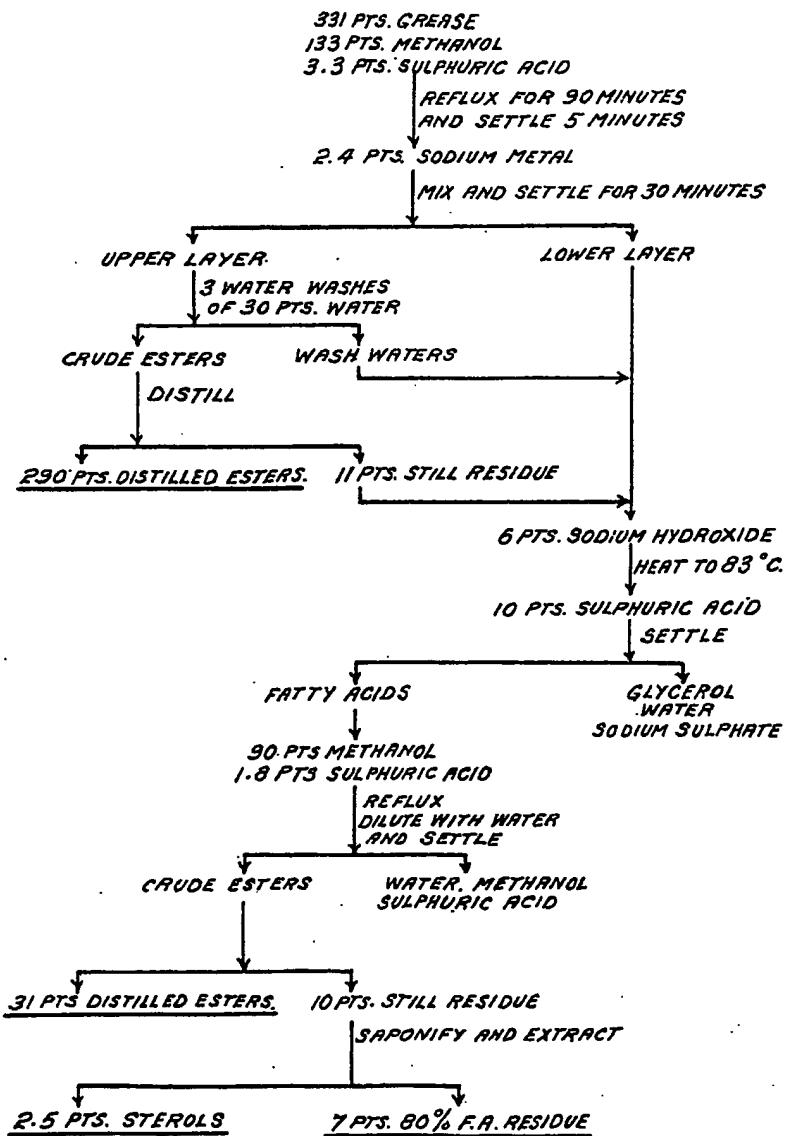 331 PTS. GREASE
133 PTS. METHANOL
3.3 PTS. SULPHURIC ACID
REFLUX FOR 90 MINUTES
AND SETTLE 5 MINUTES
2.4 PTS. SODIUM METAL
MIX AND SETTLE FOR 30 MINUTES
UPPER LAYER.
LOWER LAYER
3 WATER WASHES
OF 30 PTS. WATER
CRUDE ESTERS
WASH WATERS
DISTILL
290 PTS. DISTILLED ESTERS.
11 PTS. STILL RESIDUE
6 PTS. SODIUM HYDROXIDE
HEAT TO 83°C.
10 PTS. SULPHURIC ACID
SETTLE
FATTY ACIDS
GLYCEROL
WATER
SODIUM SULPHATE
90 PTS METHANOL
1.8 PTS SULPHURIC ACID
REFLUX
DILUTE WITH WATER
AND SETTLE
CRUDE ESTERS
WATER. METHANOL
SULPHURIC ACID
31 PTS DISTILLED ESTERS.
10 PTS. STILL RESIDUE
SAPONIFY AND EXTRACT
2.5 PTS. STEROLS
7 PTS. 80% F.A. RESIDUE